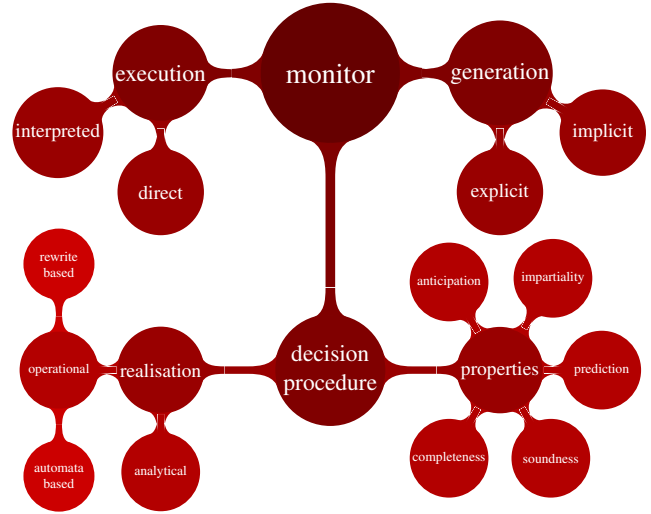 execution
monitor
generation
interpreted
implicit
direct
explicit
rewrite
based
anticipation
impartiality
operational
realisation
decision
procedure
properties
prediction
automata
based
analytical
completeness
soundness